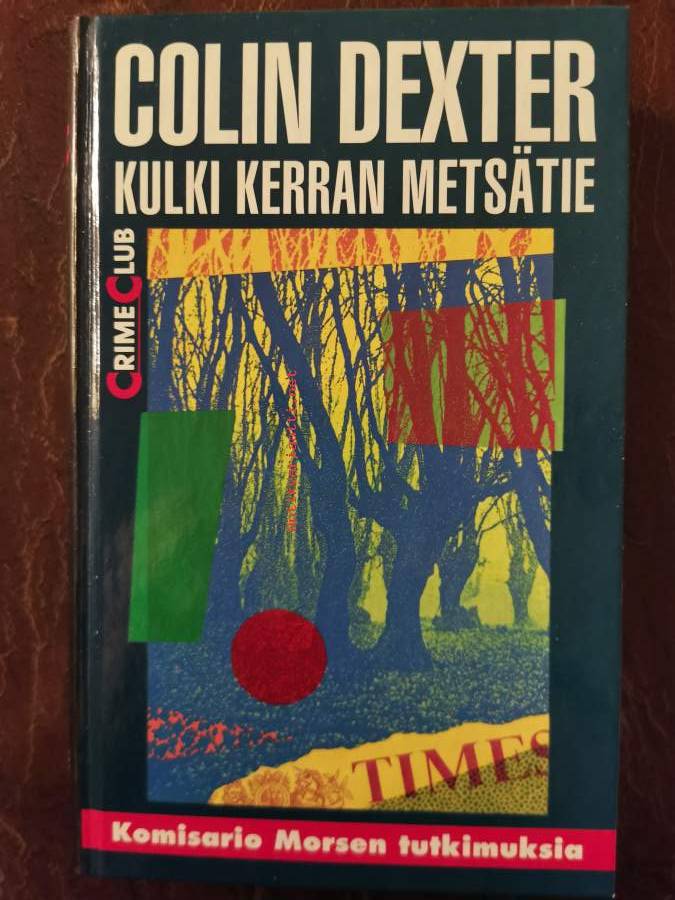 COLIN DEXTER
KULKI KERRAN METSÄTIE
CRIME CLUB
TIMES
Komisario Morsen tutkimuksia